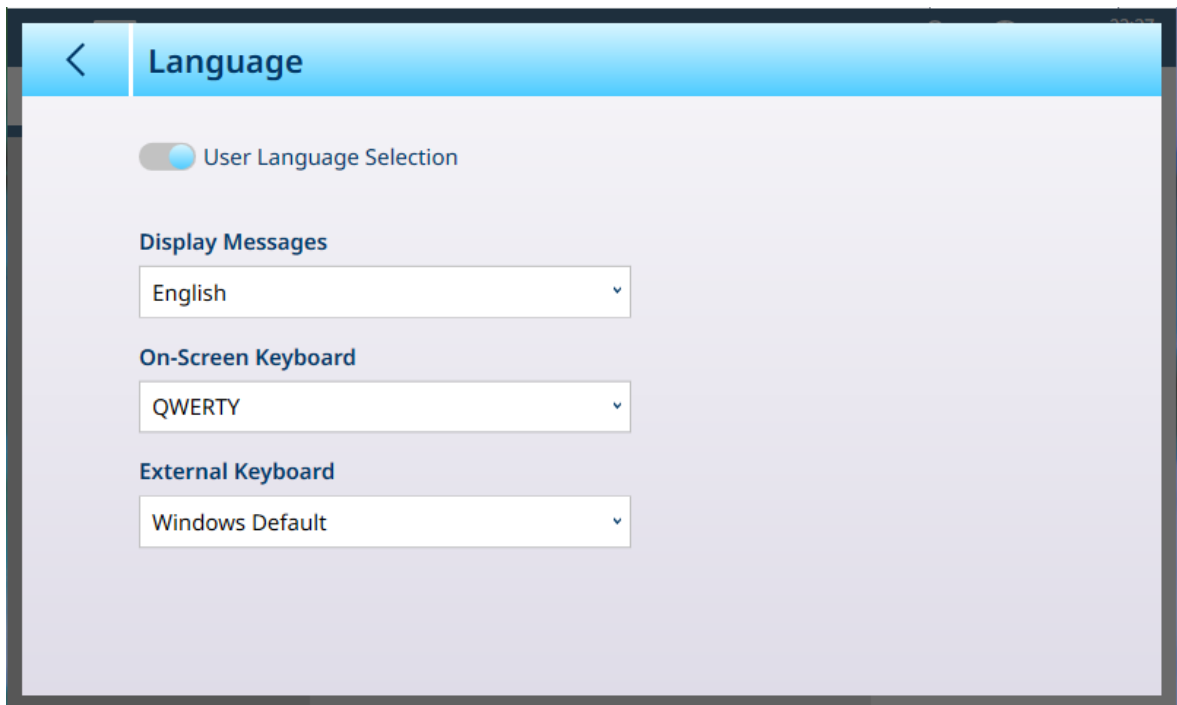 Language
User Language Selection
Display Messages
English
On-Screen Keyboard
QWERTY
External Keyboard
Windows Default